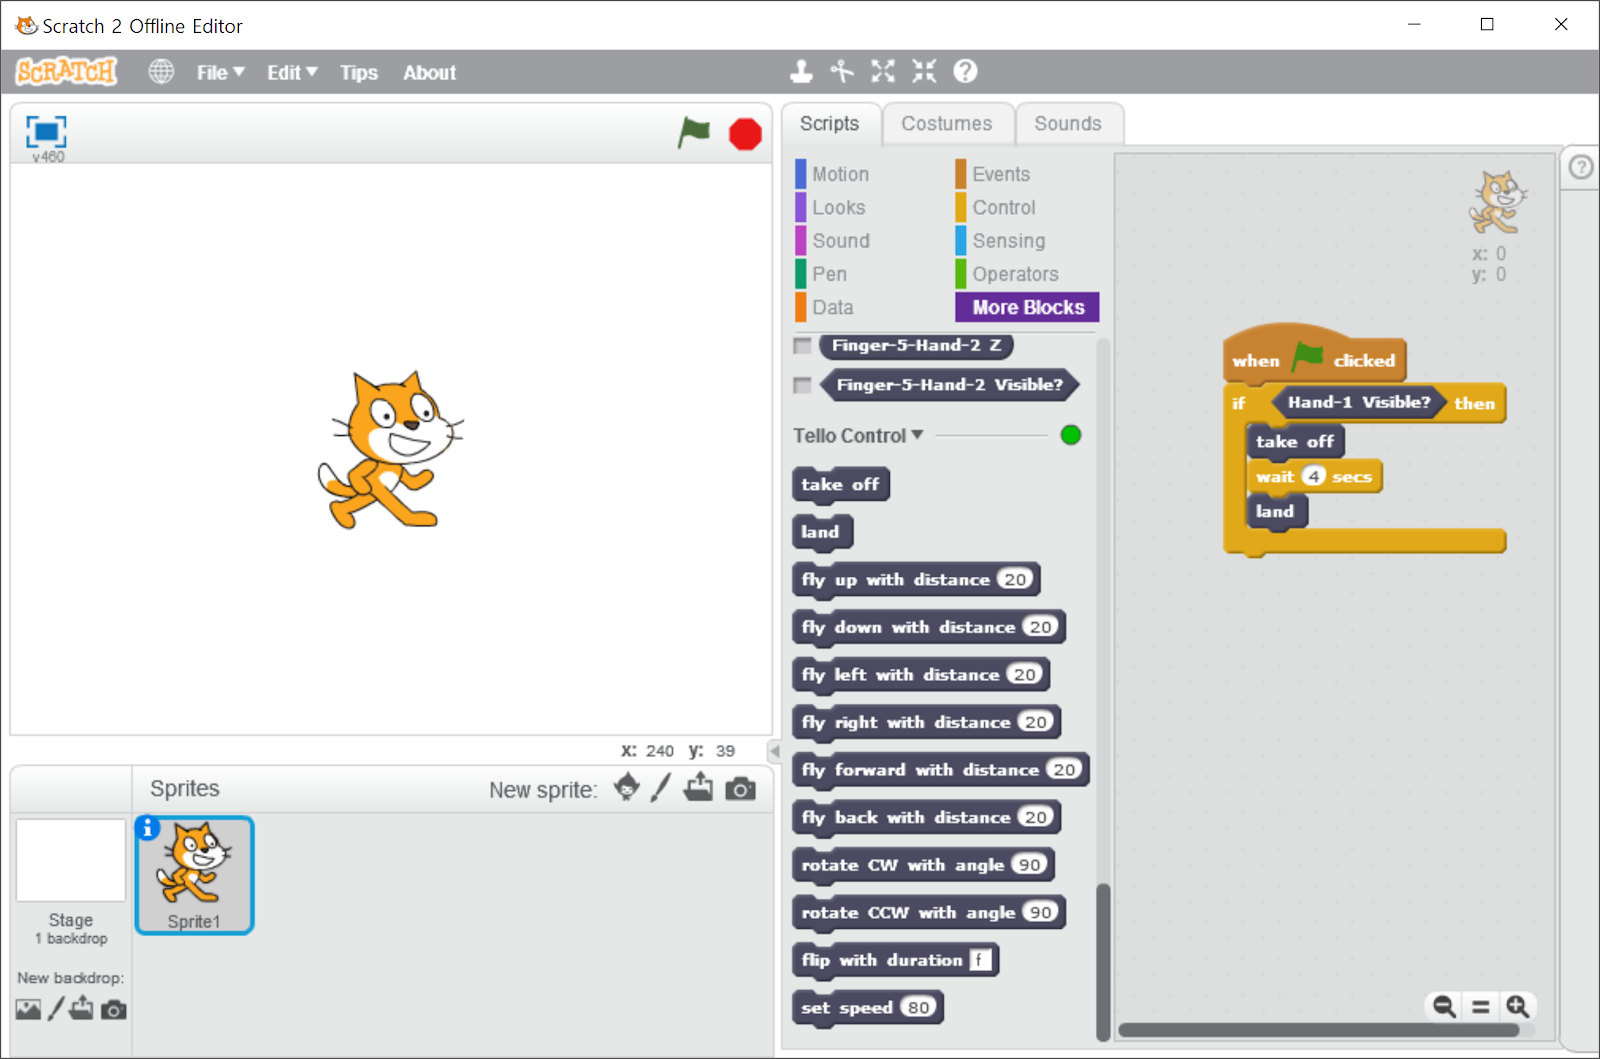 Scratch 2 Offline Editor
SCRATCH File Edit Tips About
v460
Scripts Costumes Sounds
Motion Events
Looks Control
Sound Sensing
Pen Operators
Data More Blocks
Finger-5-Hand-2 Z
Finger-5-Hand-2 Visible?
Tello Control
take off
land
fly up with distance 20
fly down with distance 20
fly left with distance 20
fly right with distance 20
fly forward with distance 20
fly back with distance 20
rotate CW with angle 90
rotate CCW with angle 90
flip with duration f
set speed 80
x: 0
y: 0
when clicked
if Hand-1 Visible? then
take off
wait 4 secs
land
x: 240 y: 39
Sprites New sprite:
Stage
1 backdrop
New backdrop:
Sprite1